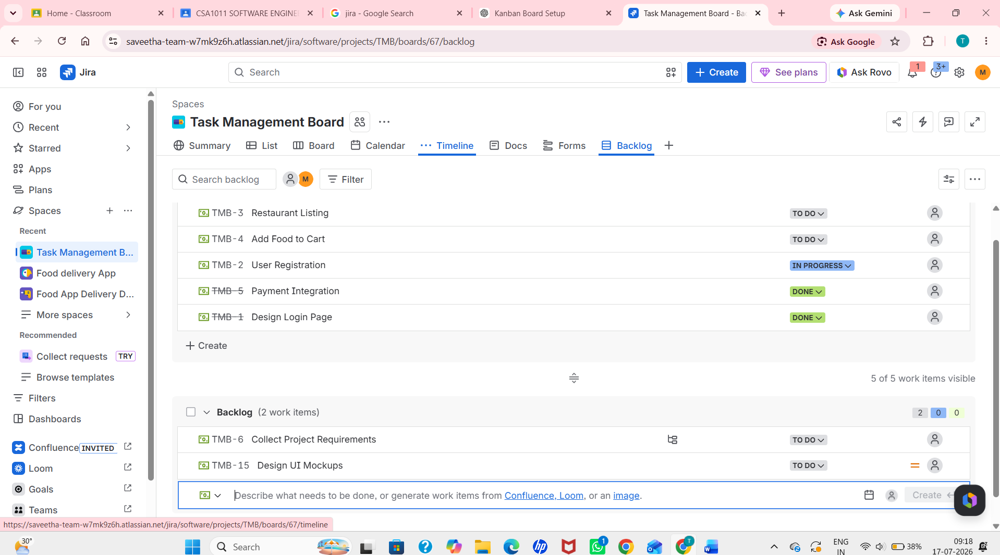 Home - Classroom
CSA1011 SOFTWARE ENGINE
jira - Google Search
Kanban Board Setup
Task Management Board - Bac
Ask Gemini
saveetha-team-w7mk9z6h.atlassian.net/jira/software/projects/TMB/boards/67/backlog
Ask Google
T
Jira
Search
+ Create
See plans
Ask Rovo
1
3+
M
For you
Recent
Starred
Apps
Plans
Spaces
Recent
Task Management B...
Food delivery App
Food App Delivery D...
More spaces
Recommended
Collect requests TRY
Browse templates
Filters
Dashboards
Confluence INVITED
Loom
Goals
Teams
Spaces
Task Management Board
Summary List Board Calendar Timeline Docs Forms Backlog
Search backlog
M
Filter
TMB-3 Restaurant Listing TO DO
TMB-4 Add Food to Cart TO DO
TMB-2 User Registration IN PROGRESS
TMB-5 Payment Integration DONE
TMB-1 Design Login Page DONE
+ Create
5 of 5 work items visible
Backlog (2 work items) 2 0 0
TMB-6 Collect Project Requirements TO DO
TMB-15 Design UI Mockups TO DO
Describe what needs to be done, or generate work items from Confluence, Loom, or an image.
Create
https://saveetha-team-w7mk9z6h.atlassian.net/jira/software/projects/TMB/boards/67/timeline
30°
Search
1
T
ENG
IN
38%
09:18
17-07-2026